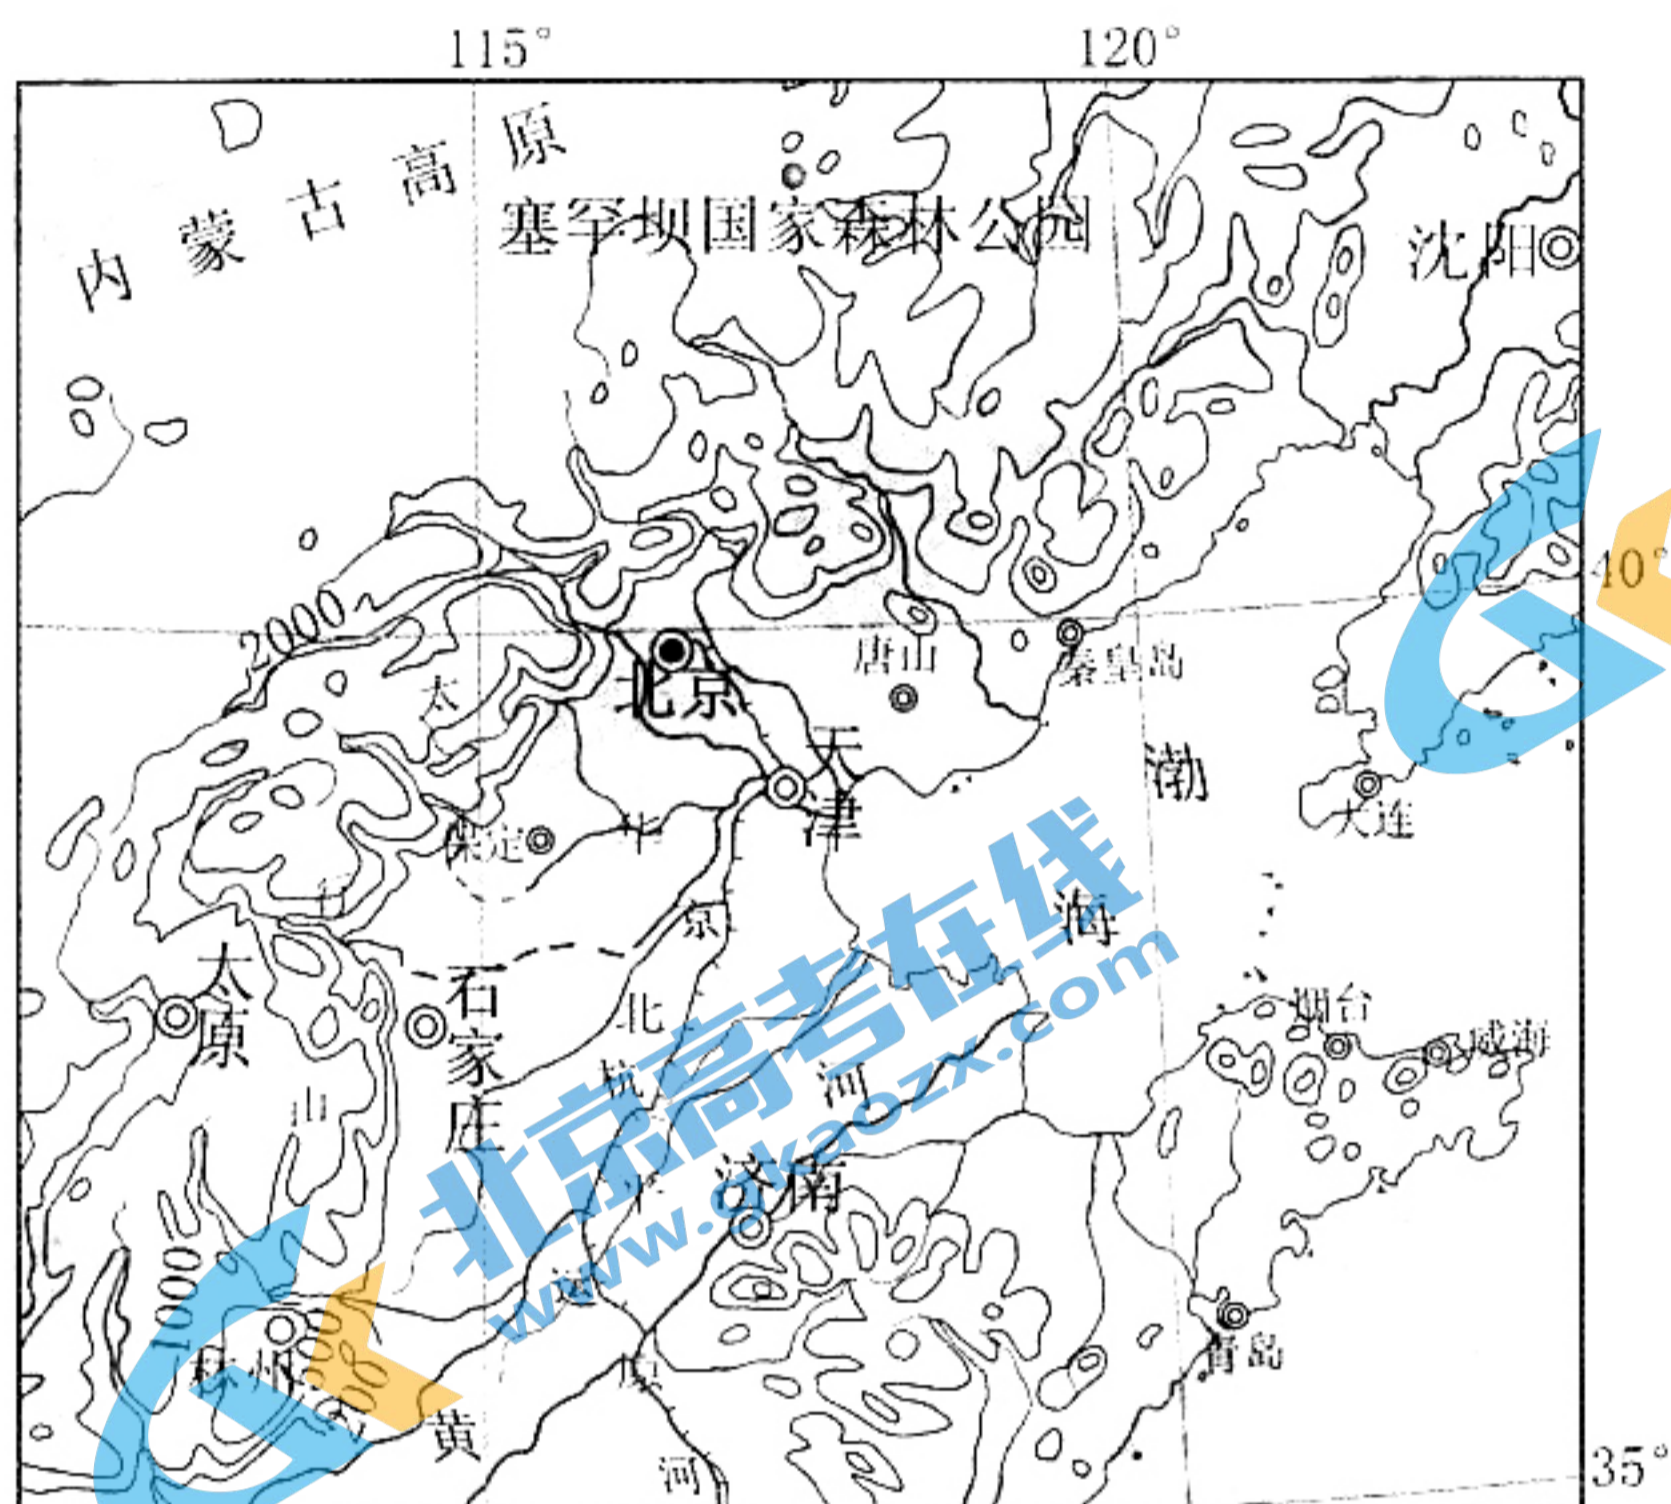 115°
120°
内蒙古高原
塞罕坝国家森林公园
沈阳
40°
2000
北京
唐山
秦皇岛
渤海
太行山
天津
大连
保定
华北平原
京杭运河
太原
石家庄
烟台
威海
黄河
济南
1000
青岛
35°
北京高考在线
www.gkaozx.com